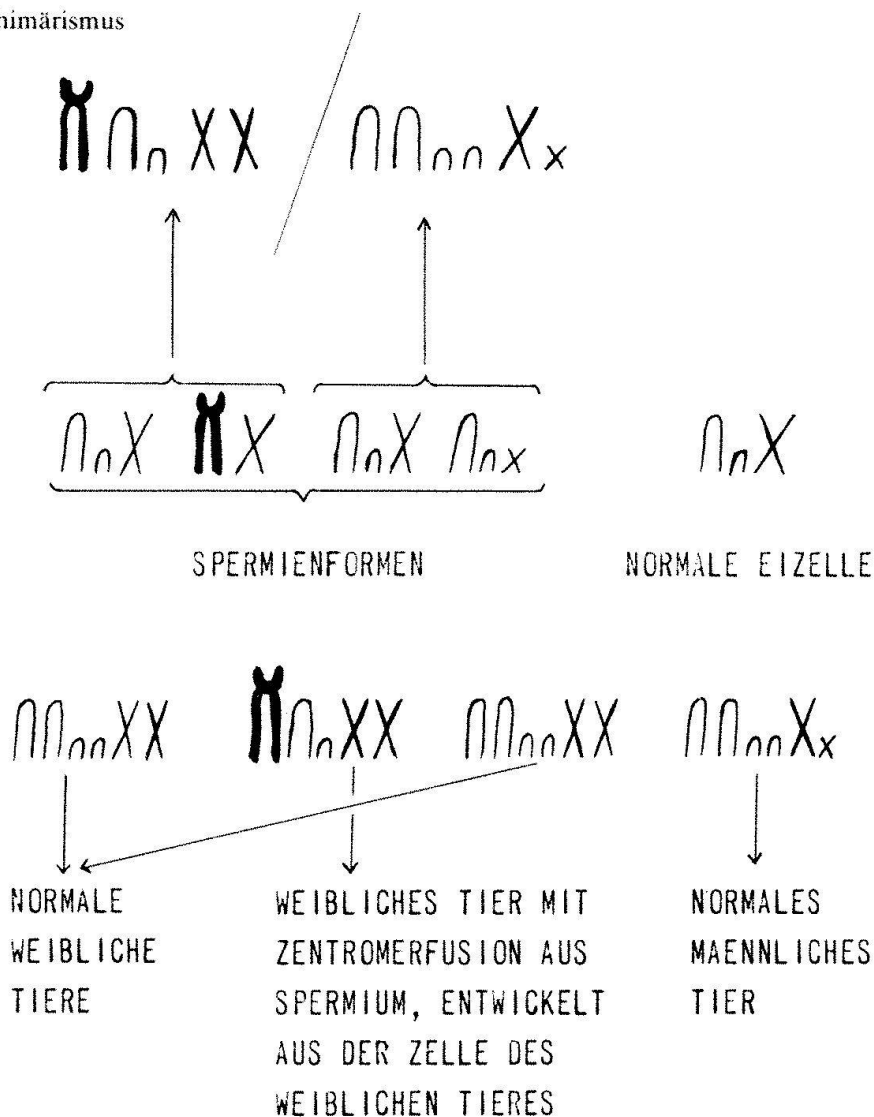 himärismus
SPERMIENFORMEN
NORMALE EIZELLE
NORMALE
WEIBLICHE
TIERE
WEIBLICHES TIER MIT
ZENTROMERFUSION AUS
SPERMIUM, ENTWICKELT
AUS DER ZELLE DES
WEIBLICHEN TIERES
NORMALES
MAENNLICHES
TIER